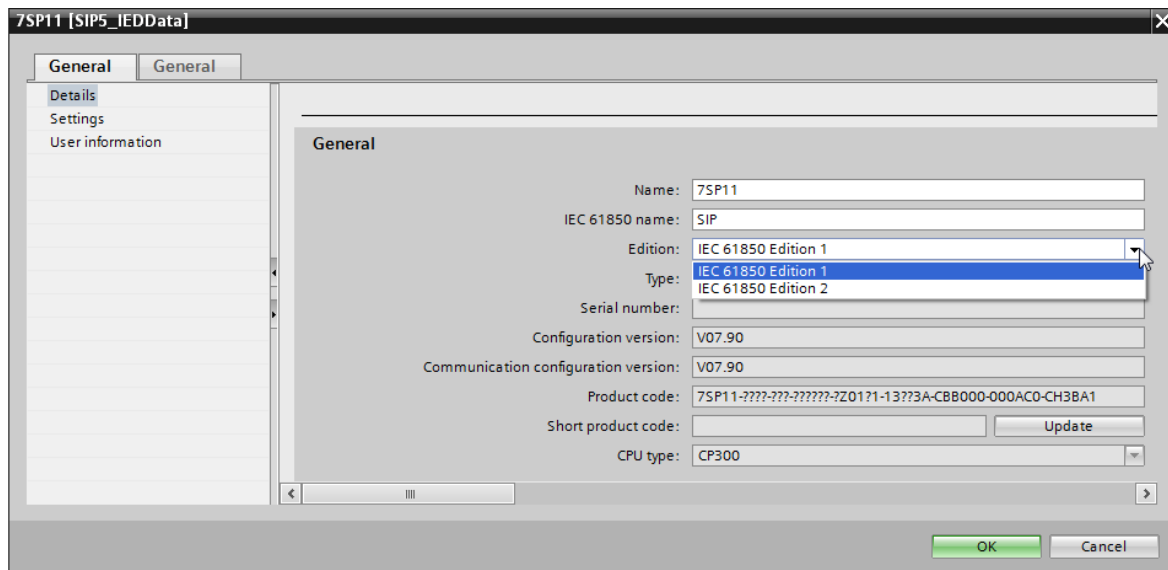 7SP11 [SIP5_IEDData]
General
General
Details
Settings
User information
General
Name: 7SP11
IEC 61850 name: SIP
Edition: IEC 61850 Edition 1
IEC 61850 Edition 1
IEC 61850 Edition 2
Type:
Serial number:
Configuration version: V07.90
Communication configuration version: V07.90
Product code: 7SP11-????-???-??????-?Z01?1-13??3A-CBB000-000AC0-CH3BA1
Short product code: Update
CPU type: CP300
OK Cancel